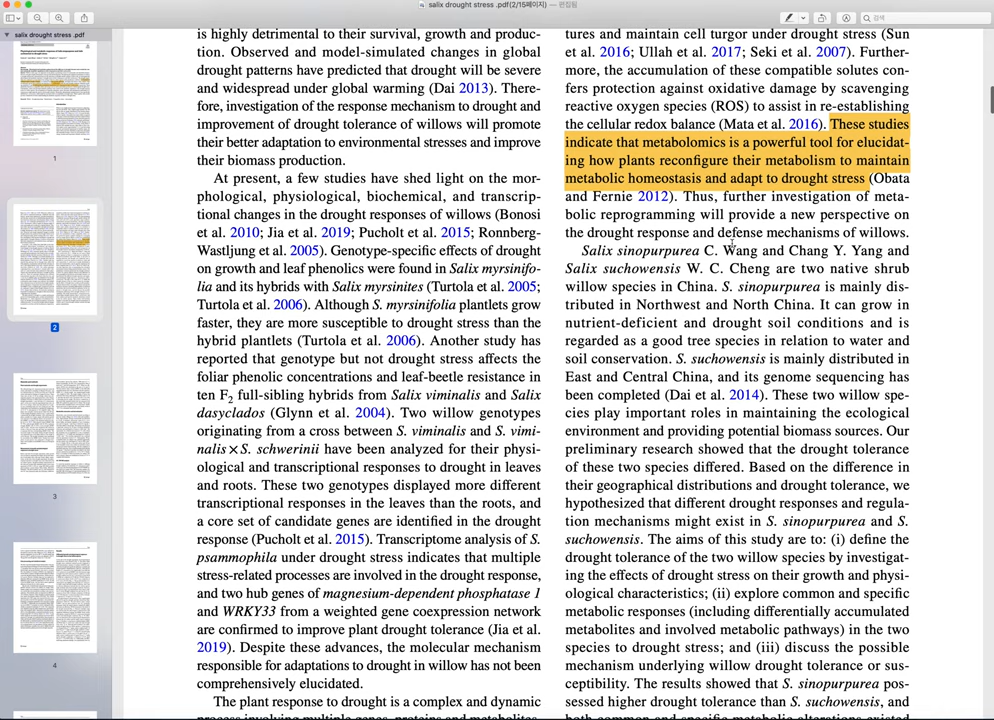 salix drought stress .pdf(2/15페이지) — 편집됨
검색
salix drought stress .pdf
1
2
3
4
is highly detrimental to their survival, growth and produc-
tion. Observed and model-simulated changes in global
drought patterns have predicted that drought will be severe
and widespread under global warming (Dai 2013). There-
fore, investigation of the response mechanism to drought and
improvement of drought tolerance of willows will promote
their better adaptation to environmental stresses and improve
their biomass production.
At present, a few studies have shed light on the mor-
phological, physiological, biochemical, and transcrip-
tional changes in the drought responses of willows (Bonosi
et al. 2010; Jia et al. 2019; Pucholt et al. 2015; Ronnberg-
Wastljung et al. 2005). Genotype-specific effects of drought
on growth and leaf phenolics were found in Salix myrsinifo-
lia and its hybrids with Salix myrsinites (Turtola et al. 2005;
Turtola et al. 2006). Although S. myrsinifolia plantlets grow
faster, they are more susceptible to drought stress than the
hybrid plantlets (Turtola et al. 2006). Another study has
reported that genotype but not drought stress affects the
foliar phenolic concentrations and leaf-beetle resistance in
ten F2 full-sibling hybrids from Salix viminalis and Salix
dasyclados (Glynn et al. 2004). Two willow genotypes
originating from a cross between S. viminalis and S. vimi-
nalis × S. schwerinii have been analyzed for their physi-
ological and transcriptional responses to drought in leaves
and roots. These two genotypes displayed more different
transcriptional responses in the leaves than the roots, and
a core set of candidate genes are identified in the drought
response (Pucholt et al. 2015). Transcriptome analysis of S.
psammophila under drought stress indicates that multiple
stress-related processes are involved in the drought response,
and two hub genes of magnesium-dependent phosphatase 1
and WRKY33 from a weighted gene coexpression network
are confirmed to improve plant drought tolerance (Jia et al.
2019). Despite these advances, the molecular mechanism
responsible for adaptations to drought in willow has not been
comprehensively elucidated.
The plant response to drought is a complex and dynamic
process involving multiple genes, proteins and metabolites.
tures and maintain cell turgor under drought stress (Sun
et al. 2016; Ullah et al. 2017; Seki et al. 2007). Further-
more, the accumulation of these compatible solutes con-
fers protection against oxidative damage by scavenging
reactive oxygen species (ROS) to assist in re-establishing
the cellular redox balance (Mata et al. 2016). These studies
indicate that metabolomics is a powerful tool for elucidat-
ing how plants reconfigure their metabolism to maintain
metabolic homeostasis and adapt to drought stress (Obata
and Fernie 2012). Thus, further investigation of meta-
bolic reprogramming will provide a new perspective on
the drought response and defense mechanisms of willows.
Salix sinopurpurea C. Wang and Chang Y. Yang and
Salix suchowensis W. C. Cheng are two native shrub
willow species in China. S. sinopurpurea is mainly dis-
tributed in Northwest and North China. It can grow in
nutrient-deficient and drought soil conditions and is
regarded as a good tree species in relation to water and
soil conservation. S. suchowensis is mainly distributed in
East and Central China, and its genome sequencing has
been completed (Dai et al. 2014). These two willow spe-
cies play important roles in maintaining the ecological
environment and providing potential biomass sources. Our
preliminary research showed that the drought tolerance
of these two species differed. Based on the difference in
their geographical distributions and drought tolerance, we
hypothesized that different drought responses and regula-
tion mechanisms might exist in S. sinopurpurea and S.
suchowensis. The aims of this study are to: (i) define the
drought tolerance of the two willow species by investigat-
ing the effects of drought stress on their growth and physi-
ological characteristics; (ii) explore common and specific
metabolic responses (including differentially accumulated
metabolites and involved metabolic pathways) in the two
species to drought stress; and (iii) discuss the possible
mechanism underlying willow drought tolerance or sus-
ceptibility. The results showed that S. sinopurpurea pos-
sessed higher drought tolerance than S. suchowensis, and
both common and specific metabolic alterations existed